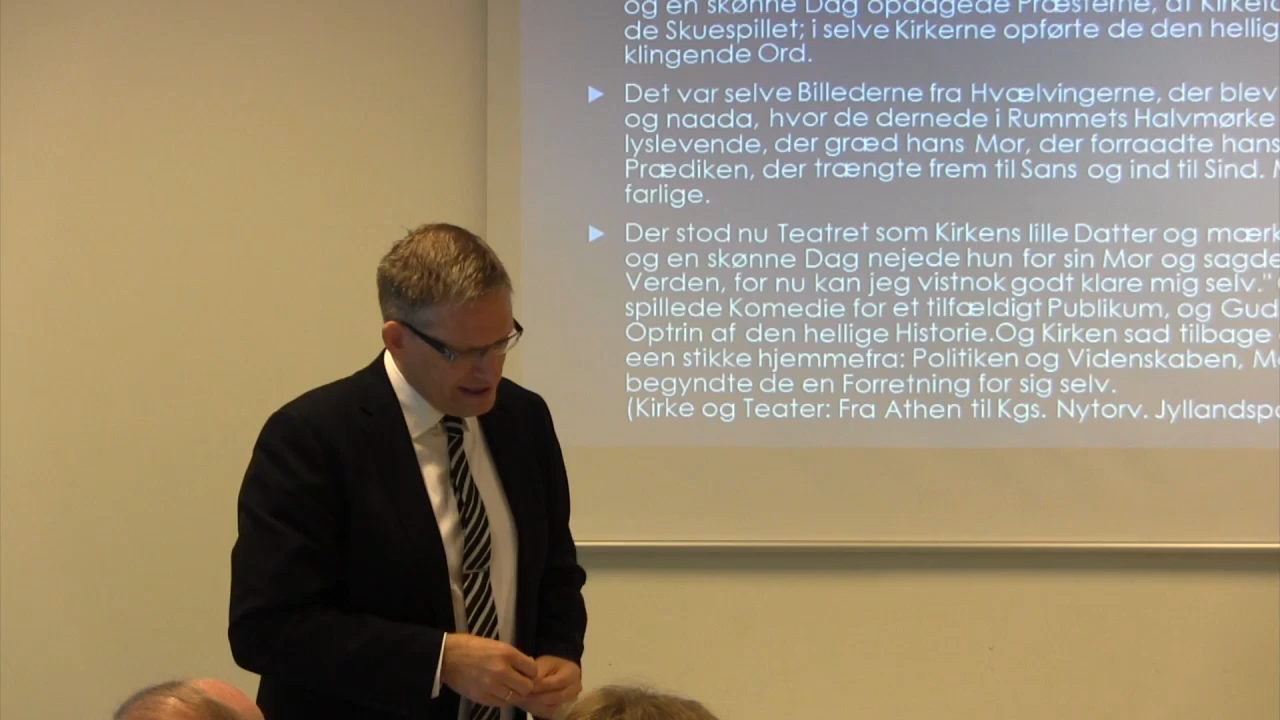 og en skønne Dag opdagede Præsterne, at
de Skuespillet; i selve Kirkerne opførte de den hellig
klingende Ord.
Det var selve Billederne fra Hvælvingerne, der blev
og naada, hvor de dernede i Rummets Halvmørke
lyslevende, der græd hans Mor, der forraadte hans
Prædiken, der trængte frem til Sans og ind til Sind.
farlige.
Der stod nu Teatret som Kirkens lille Datter og mærk
og en skønne Dag nejede hun for sin Mor og sagde
Verden, for nu kan jeg vistnok godt klare mig selv."
spillede Komedie for et tilfældigt Publikum, og Gud
Optrin af den hellige Historie.Og Kirken sad tilbage
een stikke hjemmefra: Politiken og Videnskaben,
begyndte de en Forretning for sig selv.
(Kirke og Teater: Fra Athen til Kgs. Nytorv. Jyllandspo